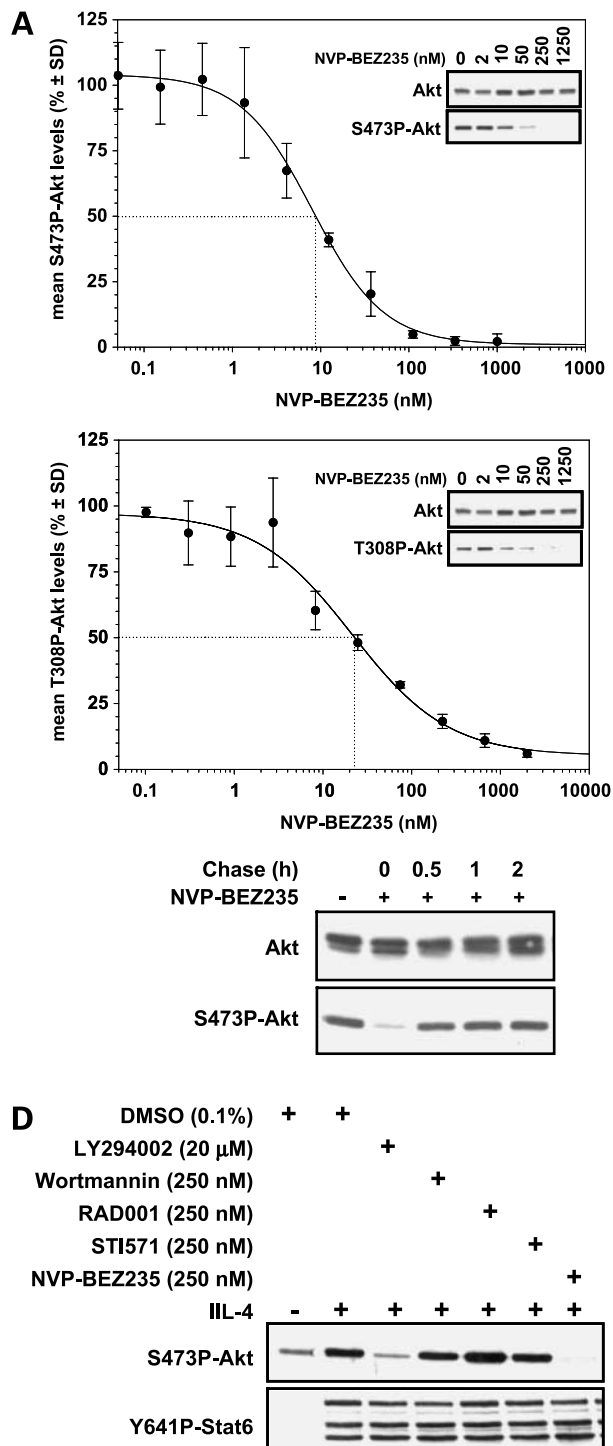 A
NVP-BEZ235 (nM) 0 2 10 50 250 1250
Akt
S473P-Akt
mean S473P-Akt levels (% ± SD)
125
100
75
50
25
0
0.1 1 10 100 1000 1000
NVP-BEZ235 (nM)
NVP-BEZ235 (nM) 0 2 10 50 250 1250
Akt
T308P-Akt
mean T308P-Akt levels (% ± SD)
125
100
75
50
25
0
0.1 1 10 100 1000 10000
NVP-BEZ235 (nM)
Chase (h) 0 0.5 1 2
NVP-BEZ235 - + + + +
Akt
S473P-Akt
D
DMSO (0.1%) + +
LY294002 (20 µM) +
Wortmannin (250 nM) +
RAD001 (250 nM) +
STI571 (250 nM) +
NVP-BEZ235 (250 nM) +
IIL-4 - + + + + + +
S473P-Akt
Y641P-Stat6